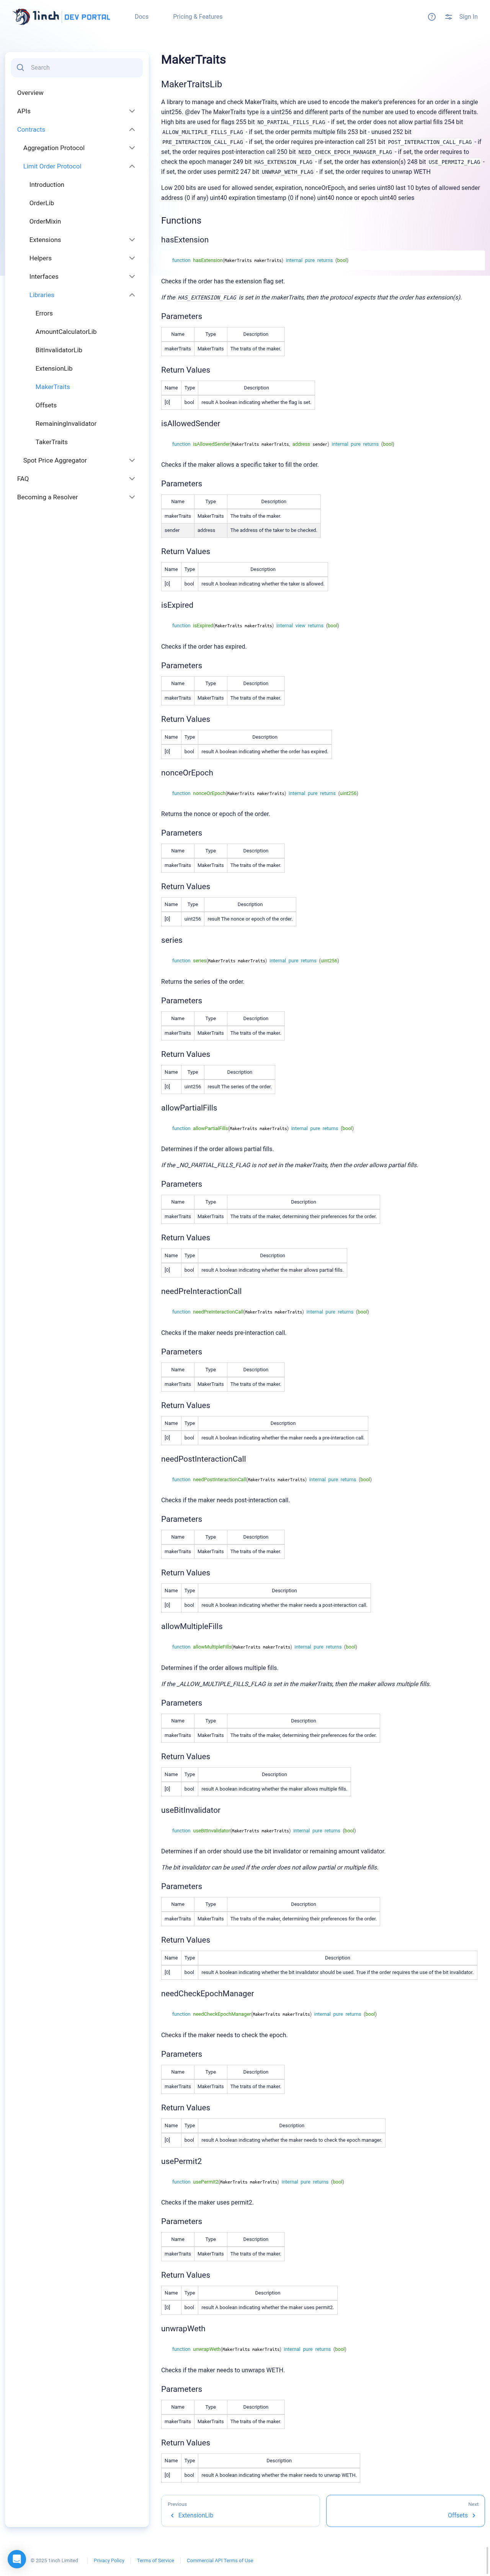 1inch DEV PORTAL
Docs
Pricing & Features
Sign In
Search
Overview
APIs
Contracts
Aggregation Protocol
Limit Order Protocol
Introduction
OrderLib
OrderMixin
Extensions
Helpers
Interfaces
Libraries
Errors
AmountCalculatorLib
BitInvalidatorLib
ExtensionLib
MakerTraits
Offsets
RemainingInvalidator
TakerTraits
Spot Price Aggregator
FAQ
Becoming a Resolver
MakerTraits
MakerTraitsLib
A library to manage and check MakerTraits, which are used to encode the maker's preferences for an order in a single
uint256. @dev The MakerTraits type is a uint256 and different parts of the number are used to encode different traits.
High bits are used for flags 255 bit NO_PARTIAL_FILLS_FLAG - if set, the order does not allow partial fills 254 bit
ALLOW_MULTIPLE_FILLS_FLAG - if set, the order permits multiple fills 253 bit - unused 252 bit
PRE_INTERACTION_CALL_FLAG - if set, the order requires pre-interaction call 251 bit POST_INTERACTION_CALL_FLAG - if
set, the order requires post-interaction call 250 bit NEED_CHECK_EPOCH_MANAGER_FLAG - if set, the order requires to
check the epoch manager 249 bit HAS_EXTENSION_FLAG - if set, the order has extension(s) 248 bit USE_PERMIT2_FLAG -
if set, the order uses permit2 247 bit UNWRAP_WETH_FLAG - if set, the order requires to unwrap WETH
Low 200 bits are used for allowed sender, expiration, nonceOrEpoch, and series uint80 last 10 bytes of allowed sender
address (0 if any) uint40 expiration timestamp (0 if none) uint40 nonce or epoch uint40 series
Functions
hasExtension
function hasExtension(MakerTraits makerTraits) internal pure returns (bool)
Checks if the order has the extension flag set.
If the HAS_EXTENSION_FLAG is set in the makerTraits, then the protocol expects that the order has extension(s).
Parameters
Name Type Description
makerTraits MakerTraits The traits of the maker.
Return Values
Name Type Description
[0] bool result A boolean indicating whether the flag is set.
isAllowedSender
function isAllowedSender(MakerTraits makerTraits, address sender) internal pure returns (bool)
Checks if the maker allows a specific taker to fill the order.
Parameters
Name Type Description
makerTraits MakerTraits The traits of the maker.
sender address The address of the taker to be checked.
Return Values
Name Type Description
[0] bool result A boolean indicating whether the taker is allowed.
isExpired
function isExpired(MakerTraits makerTraits) internal view returns (bool)
Checks if the order has expired.
Parameters
Name Type Description
makerTraits MakerTraits The traits of the maker.
Return Values
Name Type Description
[0] bool result A boolean indicating whether the order has expired.
nonceOrEpoch
function nonceOrEpoch(MakerTraits makerTraits) internal pure returns (uint256)
Returns the nonce or epoch of the order.
Parameters
Name Type Description
makerTraits MakerTraits The traits of the maker.
Return Values
Name Type Description
[0] uint256 result The nonce or epoch of the order.
series
function series(MakerTraits makerTraits) internal pure returns (uint256)
Returns the series of the order.
Parameters
Name Type Description
makerTraits MakerTraits The traits of the maker.
Return Values
Name Type Description
[0] uint256 result The series of the order.
allowPartialFills
function allowPartialFills(MakerTraits makerTraits) internal pure returns (bool)
Determines if the order allows partial fills.
If the _NO_PARTIAL_FILLS_FLAG is not set in the makerTraits, then the order allows partial fills.
Parameters
Name Type Description
makerTraits MakerTraits The traits of the maker, determining their preferences for the order.
Return Values
Name Type Description
[0] bool result A boolean indicating whether the maker allows partial fills.
needPreInteractionCall
function needPreInteractionCall(MakerTraits makerTraits) internal pure returns (bool)
Checks if the maker needs pre-interaction call.
Parameters
Name Type Description
makerTraits MakerTraits The traits of the maker.
Return Values
Name Type Description
[0] bool result A boolean indicating whether the maker needs a pre-interaction call.
needPostInteractionCall
function needPostInteractionCall(MakerTraits makerTraits) internal pure returns (bool)
Checks if the maker needs post-interaction call.
Parameters
Name Type Description
makerTraits MakerTraits The traits of the maker.
Return Values
Name Type Description
[0] bool result A boolean indicating whether the maker needs a post-interaction call.
allowMultipleFills
function allowMultipleFills(MakerTraits makerTraits) internal pure returns (bool)
Determines if the order allows multiple fills.
If the _ALLOW_MULTIPLE_FILLS_FLAG is set in the makerTraits, then the maker allows multiple fills.
Parameters
Name Type Description
makerTraits MakerTraits The traits of the maker, determining their preferences for the order.
Return Values
Name Type Description
[0] bool result A boolean indicating whether the maker allows multiple fills.
useBitInvalidator
function useBitInvalidator(MakerTraits makerTraits) internal pure returns (bool)
Determines if an order should use the bit invalidator or remaining amount validator.
The bit invalidator can be used if the order does not allow partial or multiple fills.
Parameters
Name Type Description
makerTraits MakerTraits The traits of the maker, determining their preferences for the order.
Return Values
Name Type Description
[0] bool result A boolean indicating whether the bit invalidator should be used. True if the order requires the use of the bit invalidator.
needCheckEpochManager
function needCheckEpochManager(MakerTraits makerTraits) internal pure returns (bool)
Checks if the maker needs to check the epoch.
Parameters
Name Type Description
makerTraits MakerTraits The traits of the maker.
Return Values
Name Type Description
[0] bool result A boolean indicating whether the maker needs to check the epoch manager.
usePermit2
function usePermit2(MakerTraits makerTraits) internal pure returns (bool)
Checks if the maker uses permit2.
Parameters
Name Type Description
makerTraits MakerTraits The traits of the maker.
Return Values
Name Type Description
[0] bool result A boolean indicating whether the maker uses permit2.
unwrapWeth
function unwrapWeth(MakerTraits makerTraits) internal pure returns (bool)
Checks if the maker needs to unwraps WETH.
Parameters
Name Type Description
makerTraits MakerTraits The traits of the maker.
Return Values
Name Type Description
[0] bool result A boolean indicating whether the maker needs to unwrap WETH.
Previous
ExtensionLib
Next
Offsets
© 2025 1inch Limited
Privacy Policy
Terms of Service
Commercial API Terms of Use